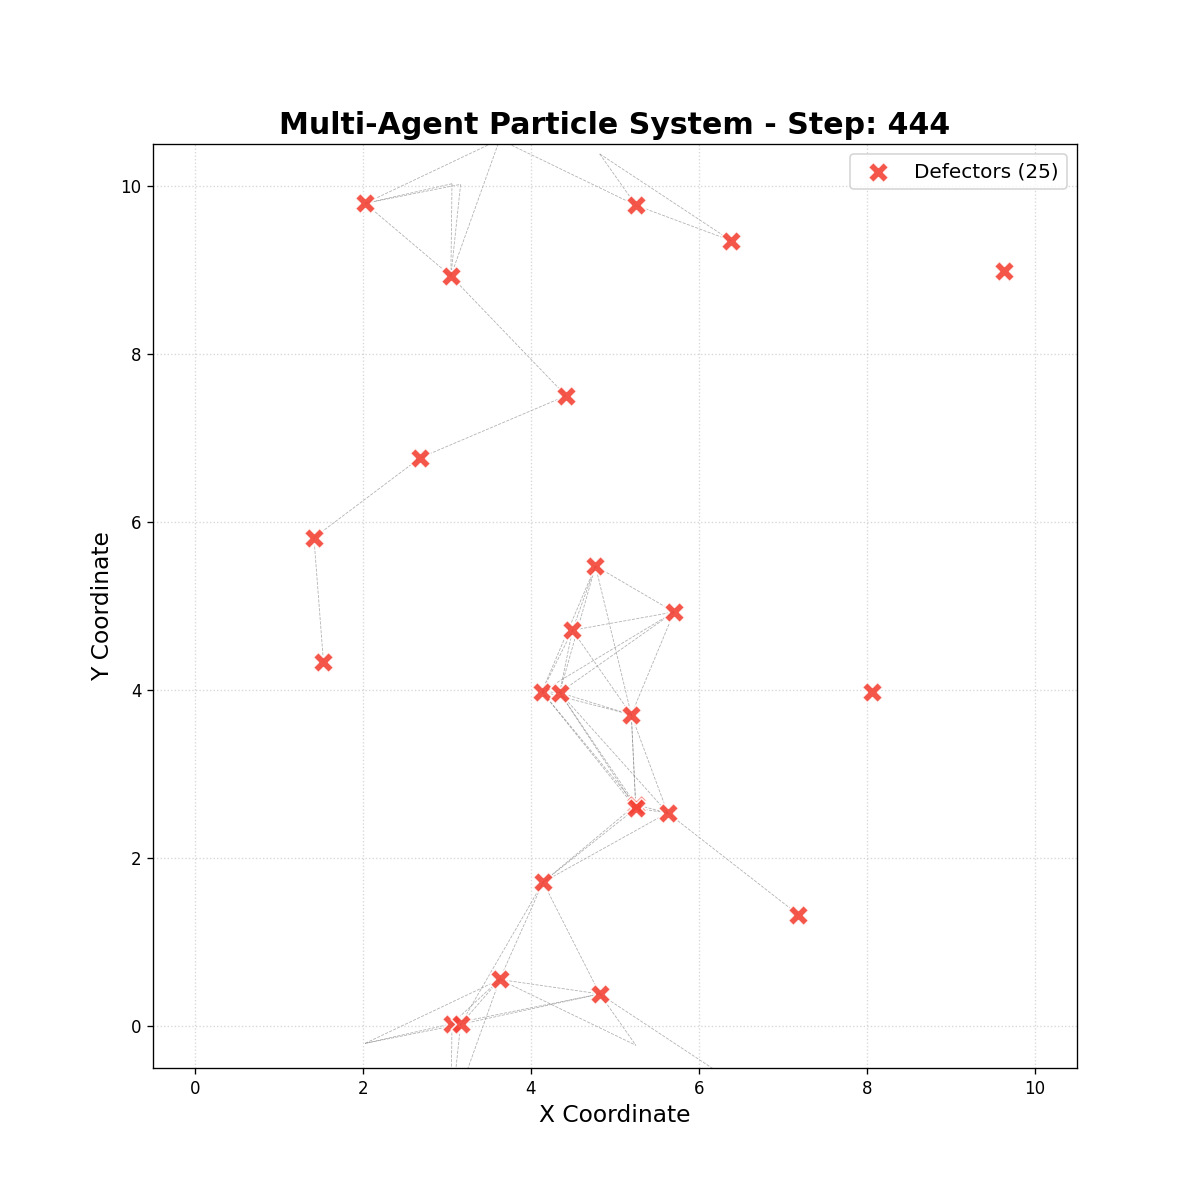 Multi-Agent Particle System - Step: 444
Defectors (25)
10
8
6
4
2
0
Y Coordinate
0 2 4 6 8 10
X Coordinate